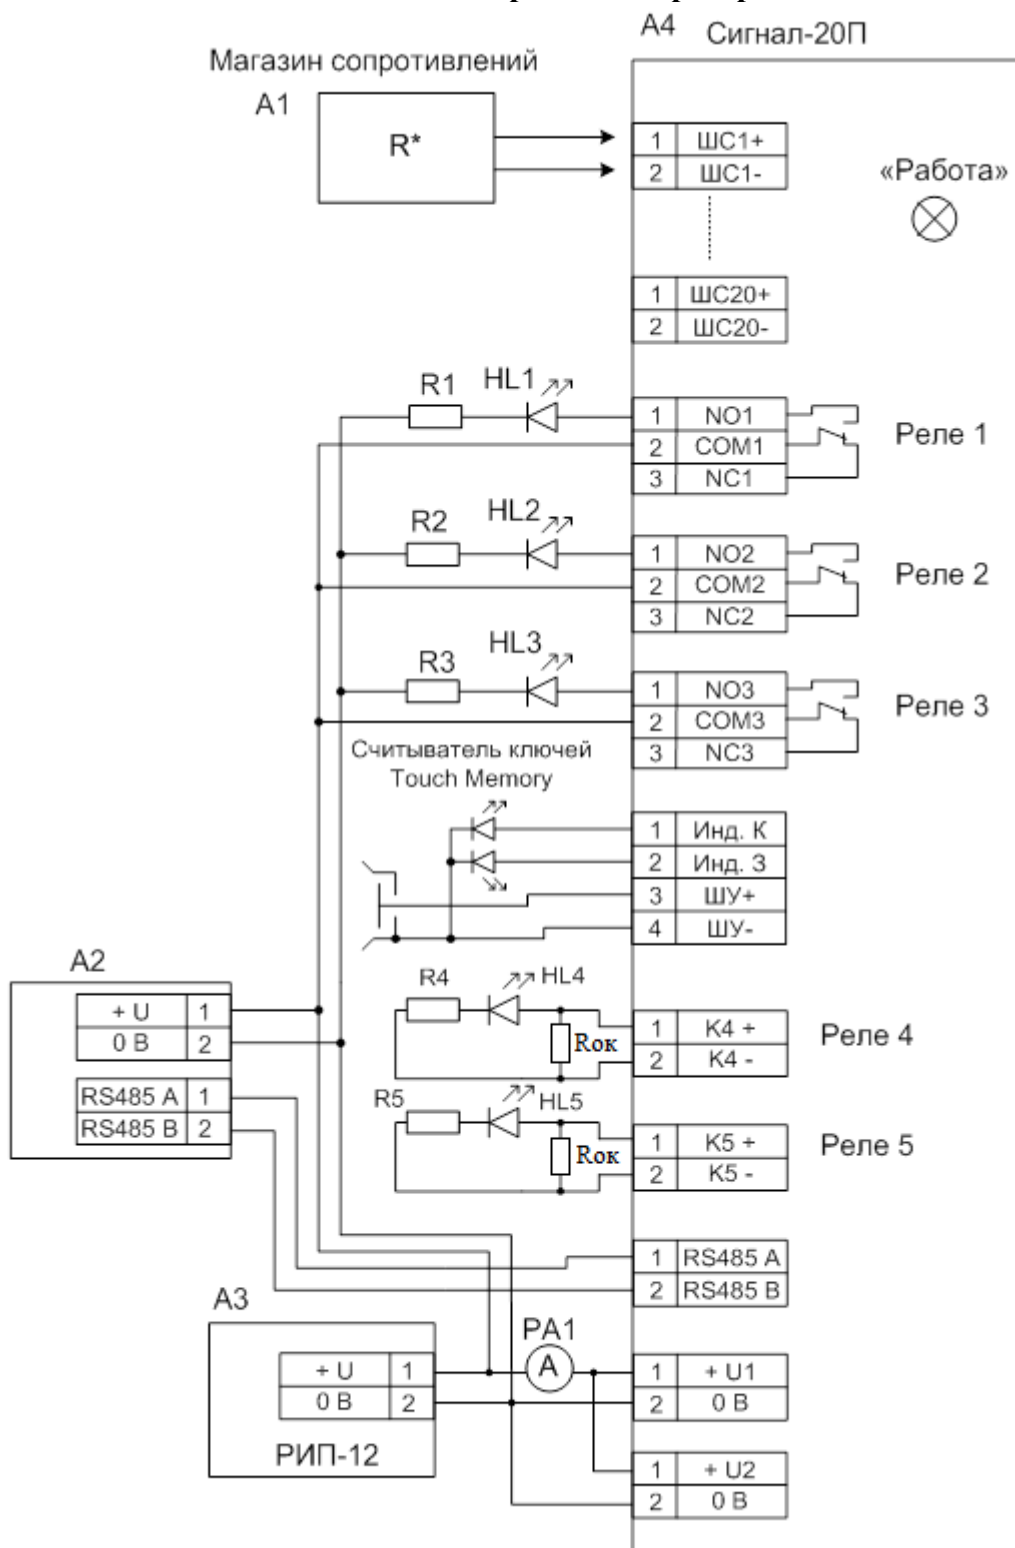 А4 Сигнал-20П
Магазин сопротивлений
А1
R*
1 ШС1+
2 ШС1-
«Работа»
1 ШС20+
2 ШС20-
R1 HL1
1 NO1
2 COM1
3 NC1
Реле 1
R2 HL2
1 NO2
2 COM2
3 NC2
Реле 2
R3 HL3
1 NO3
2 COM3
3 NC3
Реле 3
Считыватель ключей
Touch Memory
1 Инд. К
2 Инд. З
3 ШУ+
4 ШУ-
А2
+ U 1
0 В 2
RS485 A 1
RS485 B 2
R4 HL4
Rок
1 К4 +
2 К4 -
Реле 4
R5 HL5
Rок
1 К5 +
2 К5 -
Реле 5
1 RS485 A
2 RS485 B
А3
+ U 1
0 В 2
РИП-12
РА1
А
1 + U1
2 0 В
1 + U2
2 0 В